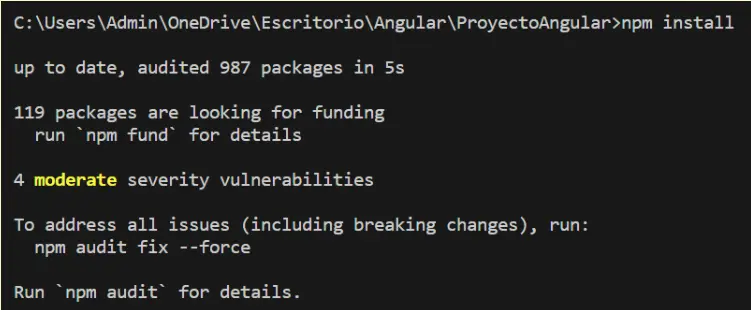 C:\Users\Admin\OneDrive\Escritorio\Angular\ProyectoAngular>npm install
up to date, audited 987 packages in 5s
119 packages are looking for funding
run `npm fund` for details
4 moderate severity vulnerabilities
To address all issues (including breaking changes), run:
npm audit fix --force
Run `npm audit` for details.